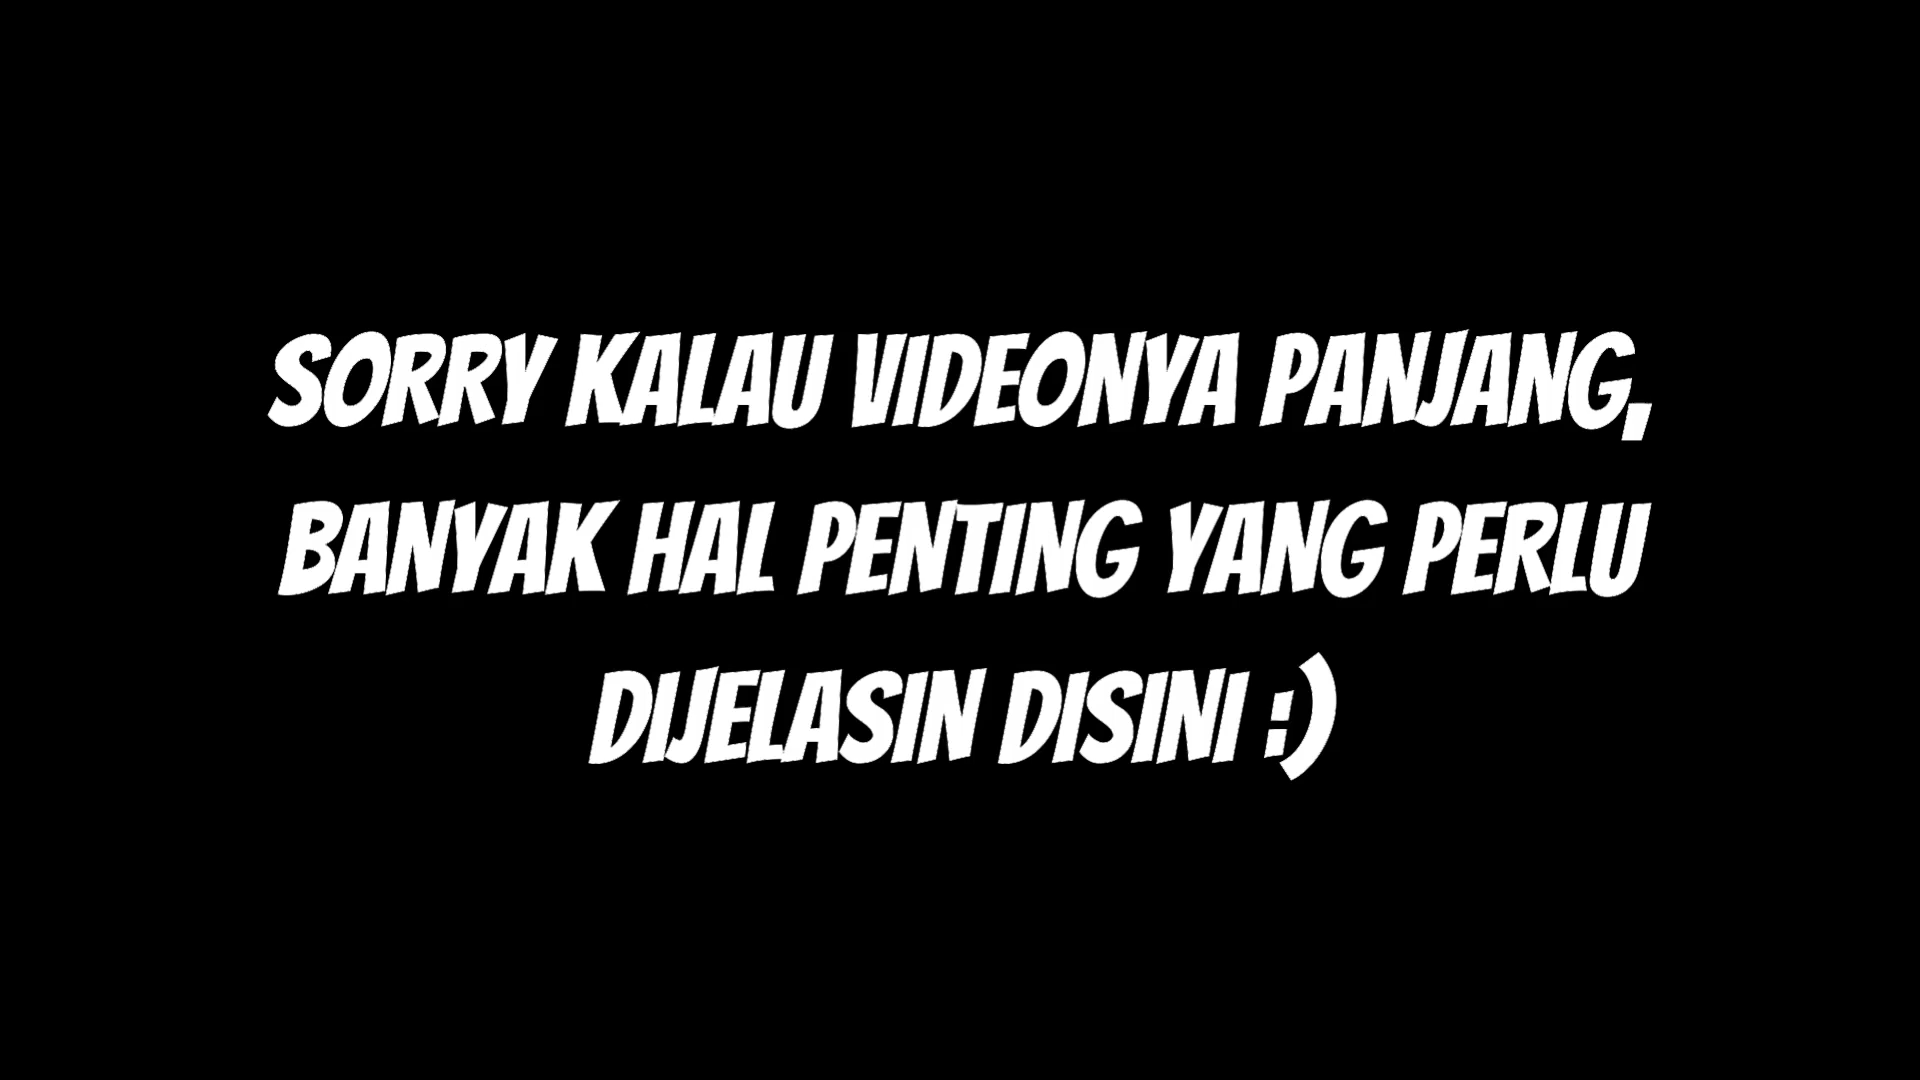 SORRY KALAU VIDEONYA PANJANG,
BANYAK HAL PENTING YANG PERLU
DIJELASIN DISINI :)